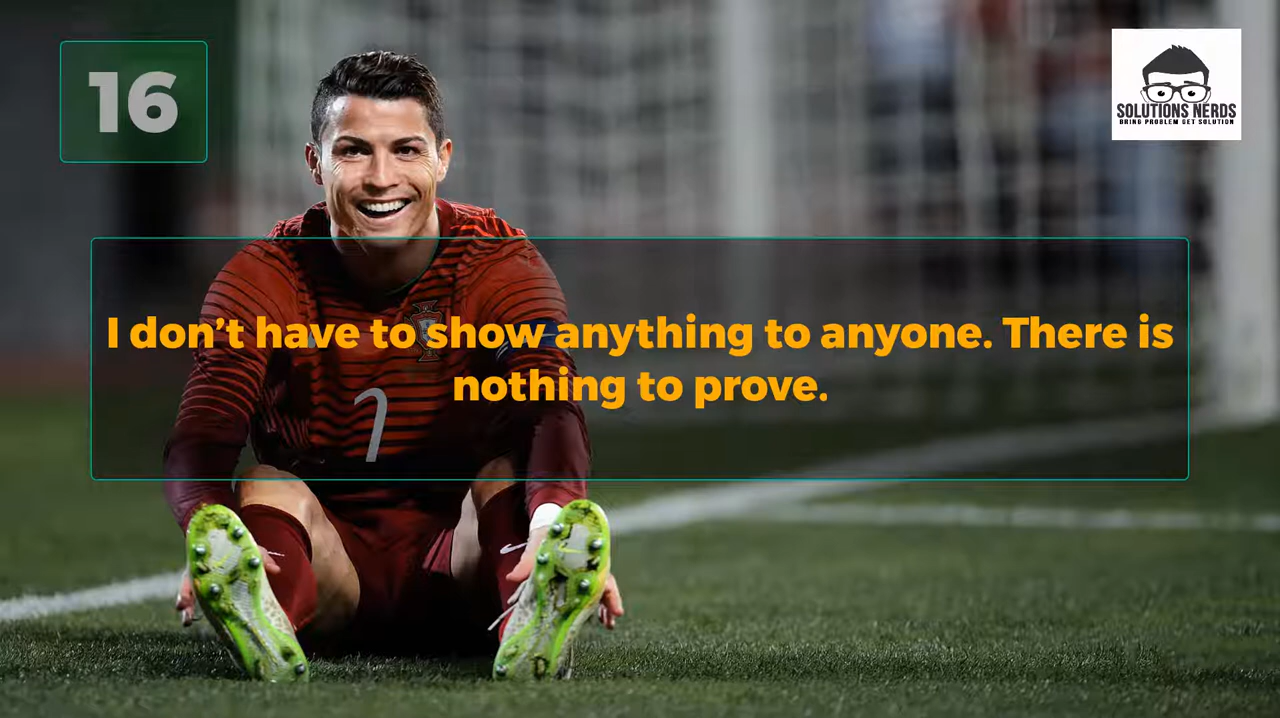 16
SOLUTIONS NERDS
BRING PROBLEM GET SOLUTION
I don’t have to show anything to anyone. There is
nothing to prove.
7